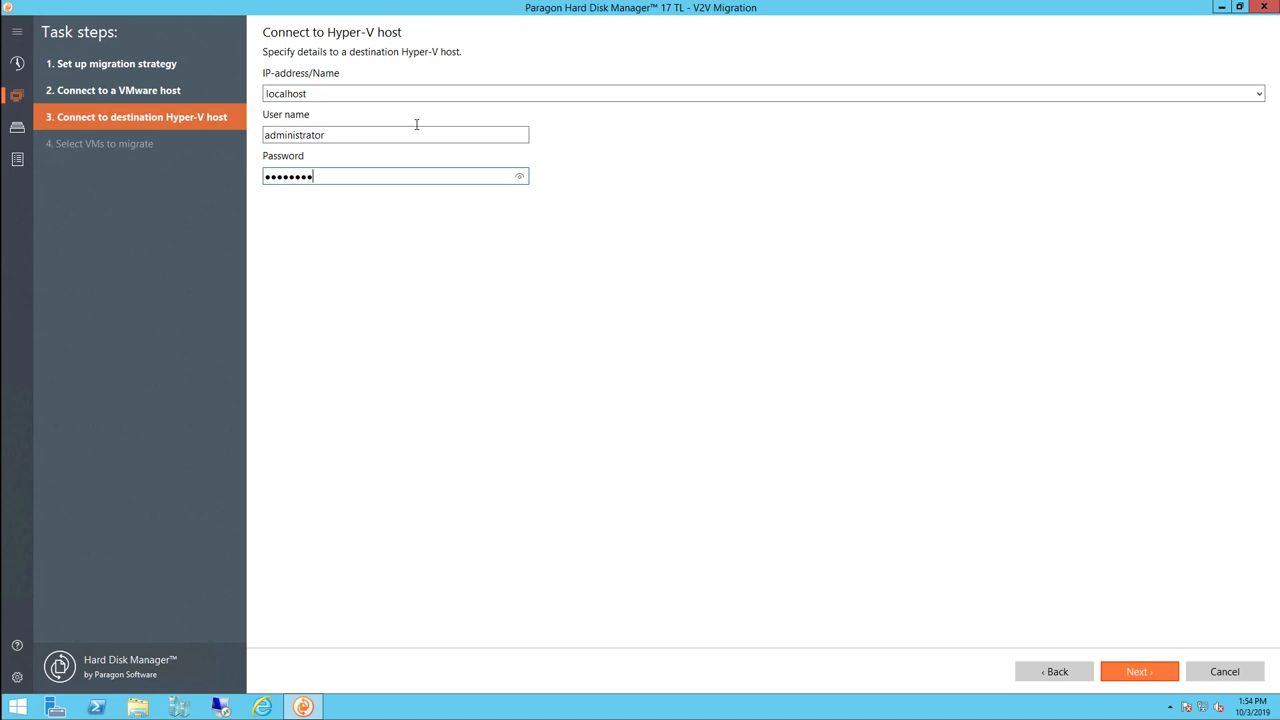 Paragon Hard Disk Manager™ 17 TL - V2V Migration
Task steps:
1. Set up migration strategy
2. Connect to a VMware host
3. Connect to destination Hyper-V host
4. Select VMs to migrate
Connect to Hyper-V host
Specify details to a destination Hyper-V host.
IP-address/Name
localhost
User name
administrator
Password
••••••••
Hard Disk Manager™
by Paragon Software
‹ Back
Next ›
Cancel
1:54 PM
10/3/2019